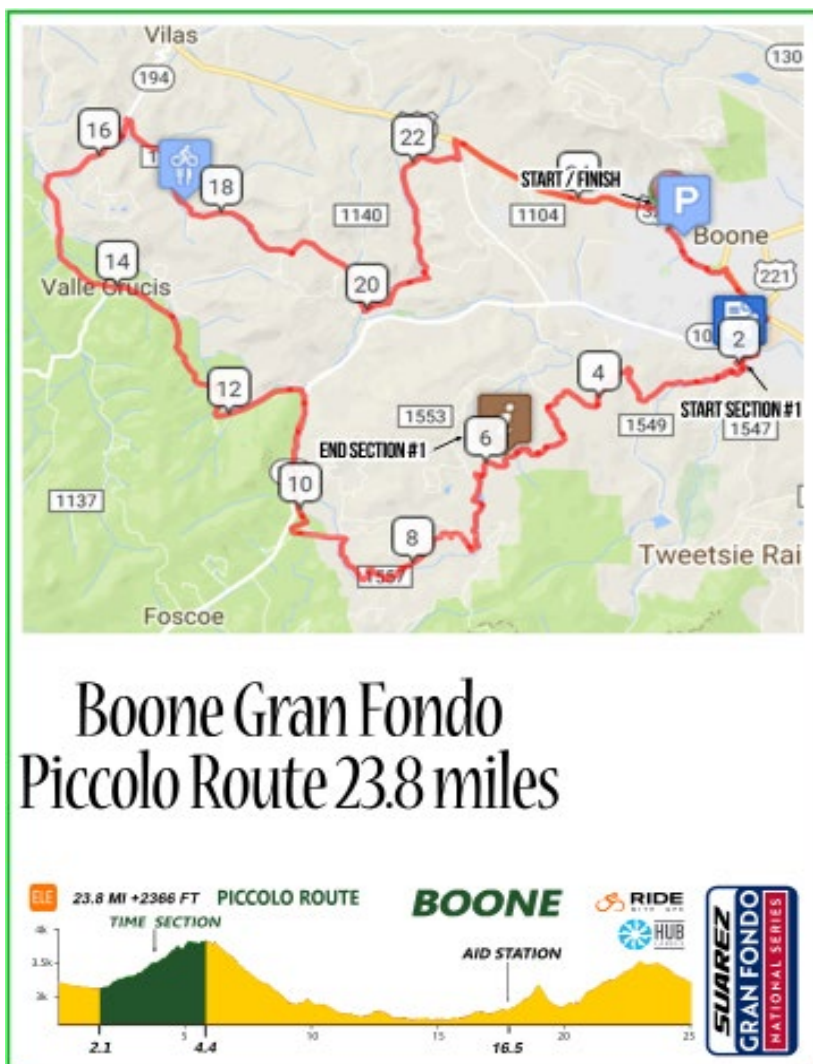 Vilas
194
130
16
22
START / FINISH
P
18
1140
1104
Boone
14
Valle Crucis
20
221
2
4
12
1553
START SECTION #1
6
1549
1547
END SECTION #1
10
1137
8
1557
Tweetsie Rai
Foscoe
Boone Gran Fondo
Piccolo Route 23.8 miles
ELE
23.8 MI +2366 FT
PICCOLO ROUTE
BOONE
RIDE
WITH GPS
HUB
TIME SECTION
4k
AID STATION
3.5k
3k
5
10
15
20
25
2.1
4.4
16.5
SUAREZ
GRAN FONDO
NATIONAL SERIES